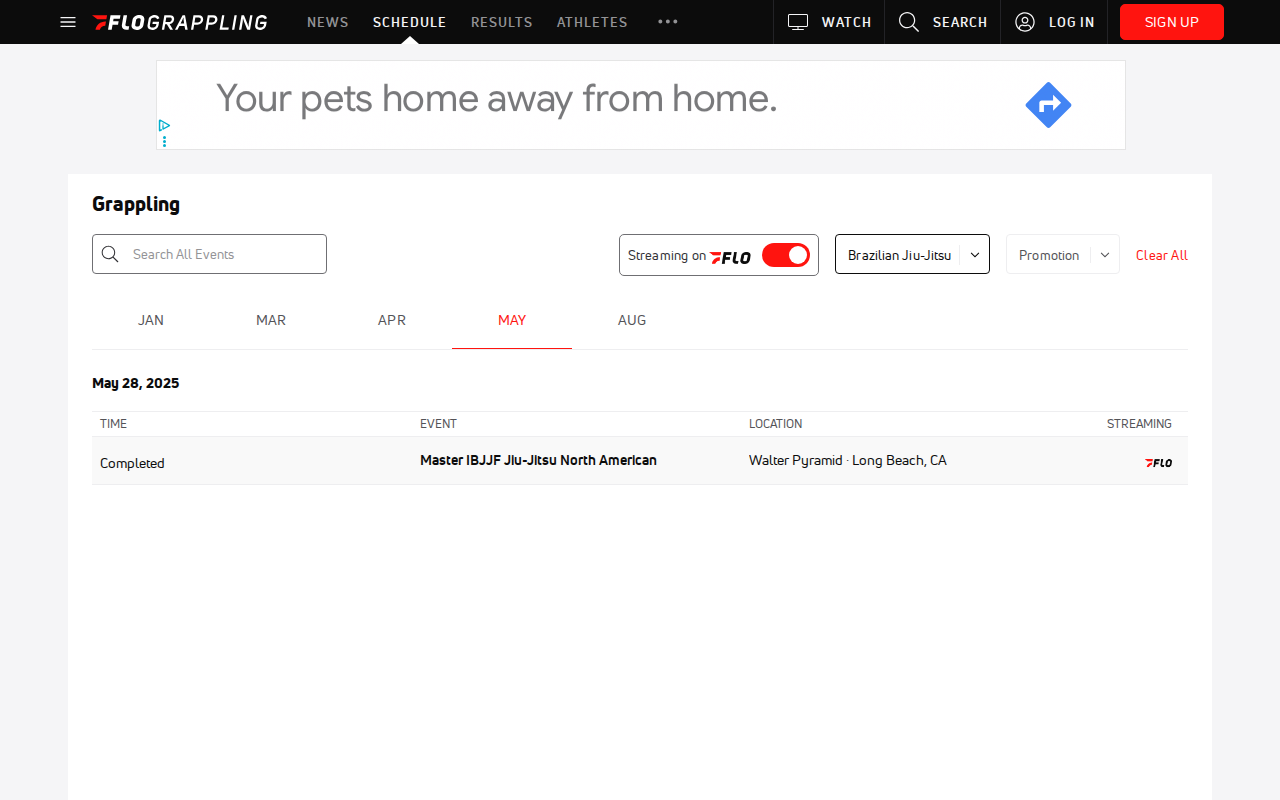 FLOGRAPPLING NEWS SCHEDULE RESULTS ATHLETES WATCH SEARCH LOG IN SIGN UP
Your pets home away from home.
Grappling
Search All Events Streaming on FLO Brazilian Jiu-Jitsu Promotion Clear All
JAN MAR APR MAY AUG
May 28, 2025
TIME EVENT LOCATION STREAMING
Completed Master IBJJF Jiu-Jitsu North American Walter Pyramid · Long Beach, CA FLO